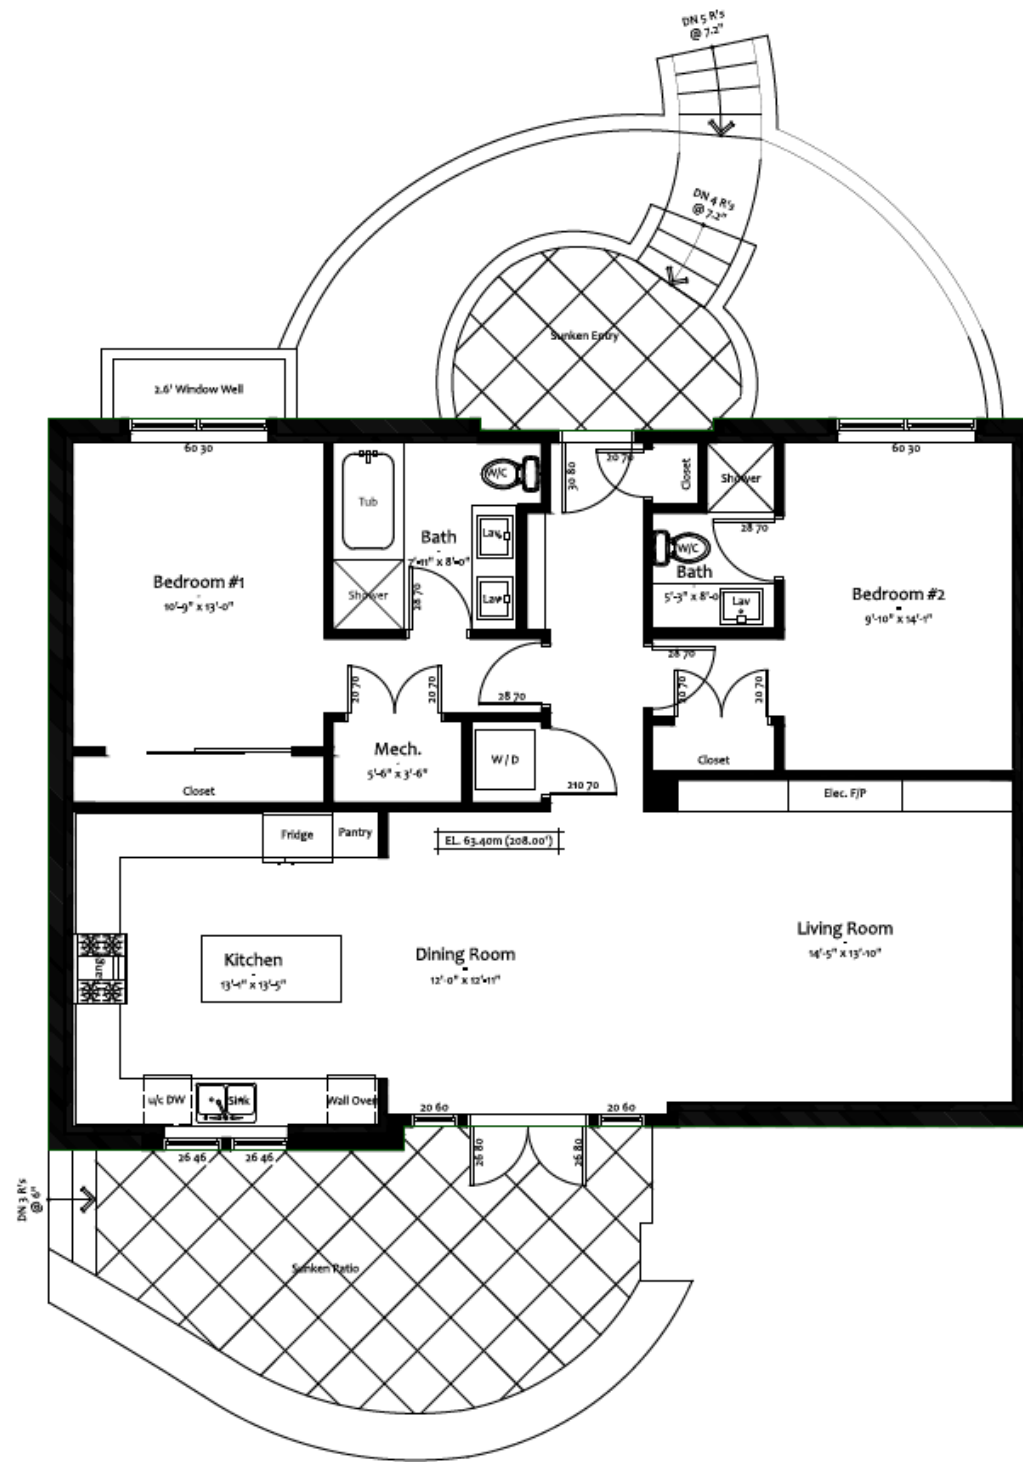 DN 5 R's
@ 7.2"
DN 4 R's
@ 7.2"
Sunken Entry
2.6' Window Well
60 30
60 30
30 80
20 70
Closet
Shower
W/C
Tub
Lav
Bath
7'-11" x 8'-0"
28 70
W/C
Bath
5'-3" x 8'-0
Bedroom #1
10'-9" x 13'-0"
Shower
28 70
Lav
Lav
Bedroom #2
9'-10" x 14'-1"
28 70
20 70
20 70
28 70
20 70
20 70
Mech.
5'-6" x 3'-6"
W / D
210 70
Closet
Closet
Elec. F/P
Fridge
Pantry
EL. 63.40m (208.00')
Living Room
14'-5" x 13'-10"
Kitchen
13'-1" x 13'-5"
Dining Room
12'-0" x 12'-11"
u/c DW
Sink
Wall Oven
20 60
20 60
26 46
26 46
26 80
26 80
DN 3 R's
@ 6"